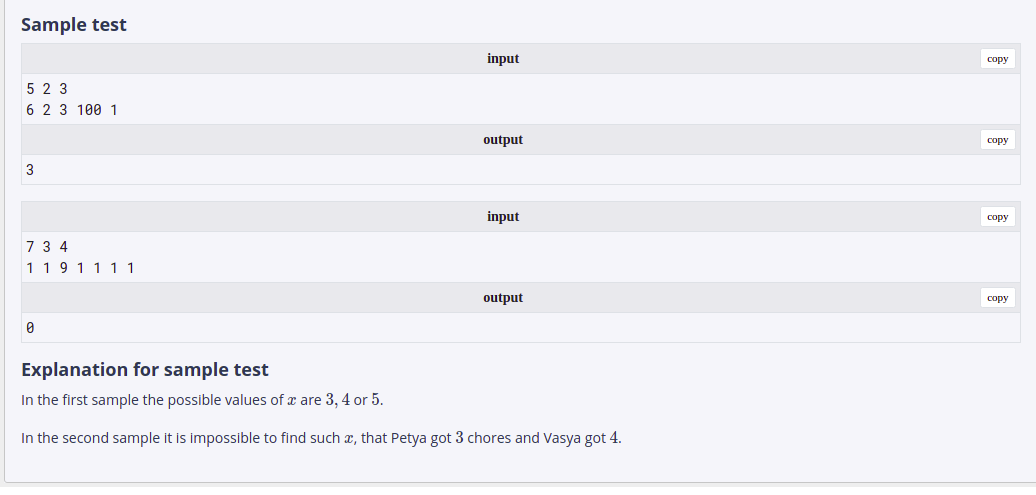 Sample test
input
copy
5 2 3
6 2 3 100 1
output
copy
3
input
copy
7 3 4
1 1 9 1 1 1 1
output
copy
0
Explanation for sample test
In the first sample the possible values of x are 3, 4 or 5.
In the second sample it is impossible to find such x, that Petya got 3 chores and Vasya got 4.